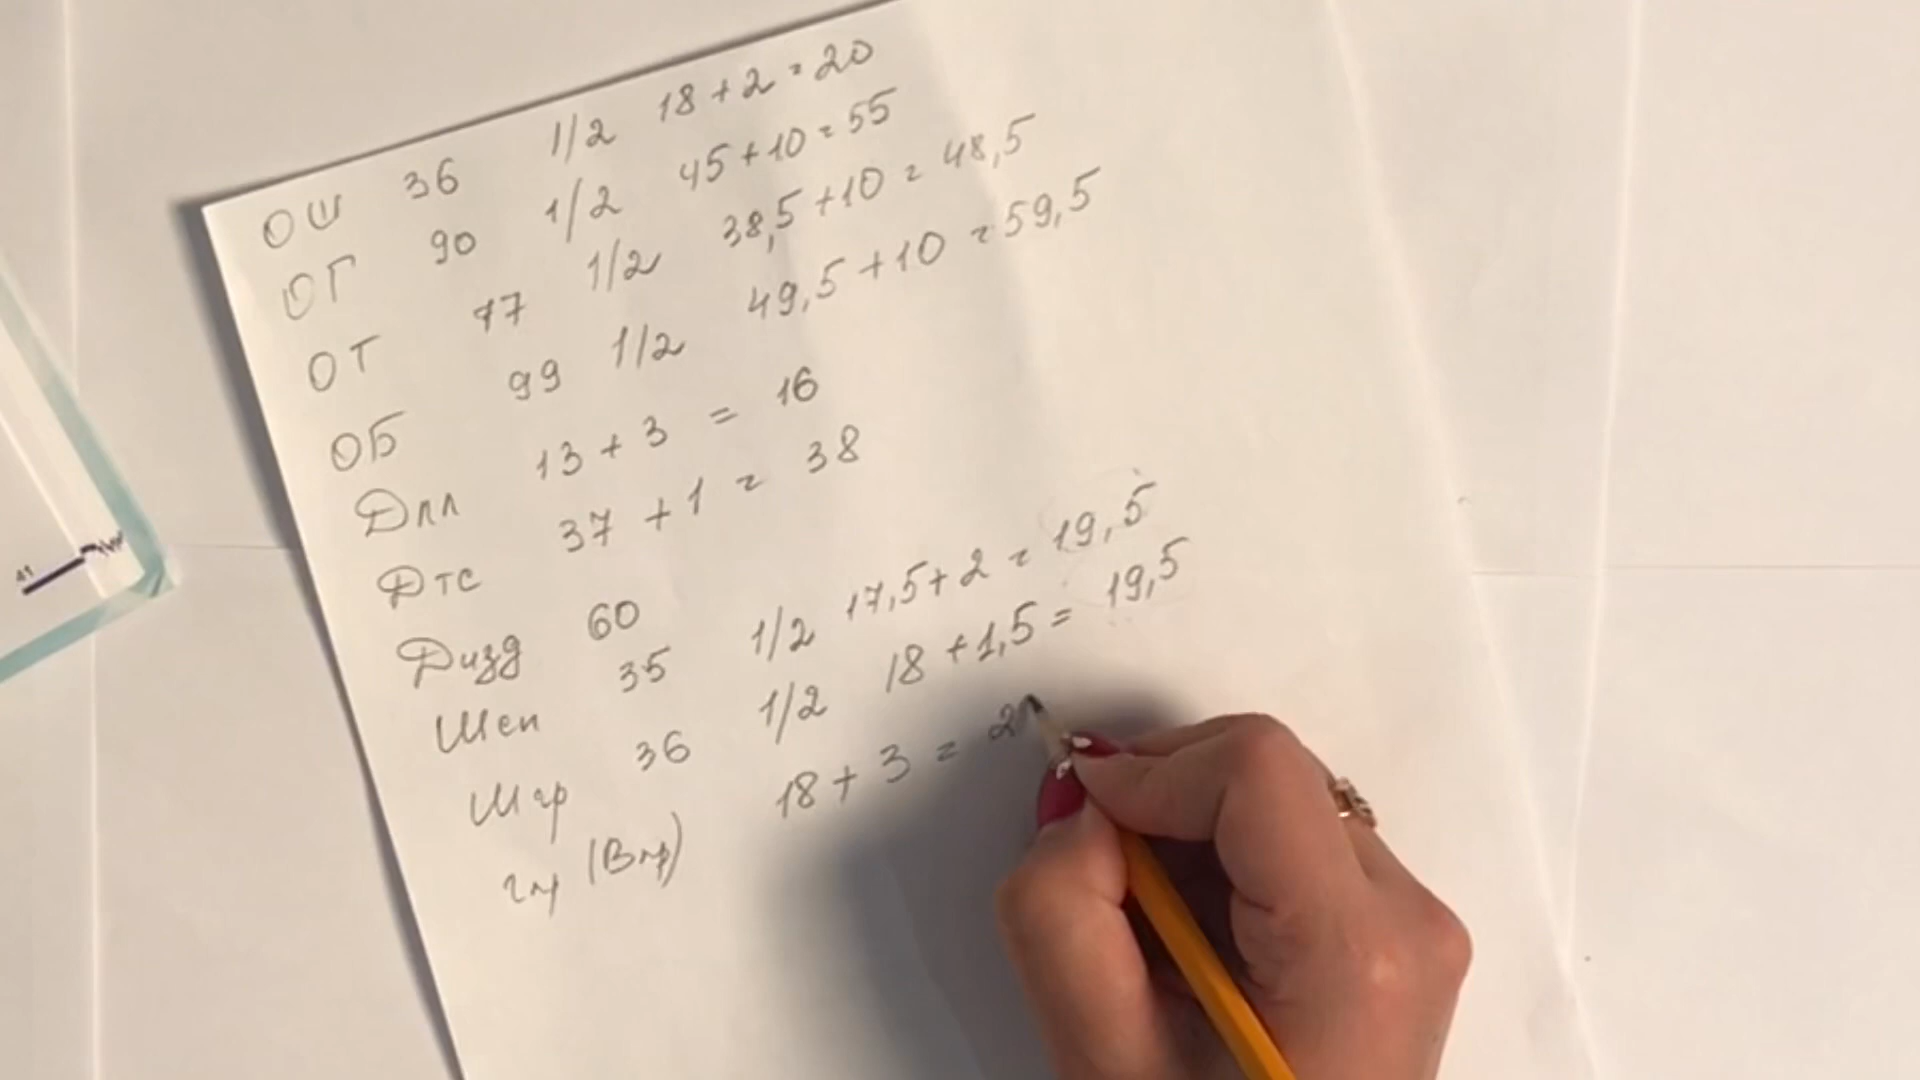 ОШ 36 1/2 18+2=20
ОГ 90 1/2 45+10=55
ОТ 77 1/2 38,5+10=48,5
ОБ 99 1/2 49,5+10=59,5
Дпл 13+3=16
Дтс 37+1=38
Дизд 60
Шсп 35 1/2 17,5+2=19,5
Шгр 36 1/2 18+1,5=19,5
гпр (Впр) 18+3=2
41